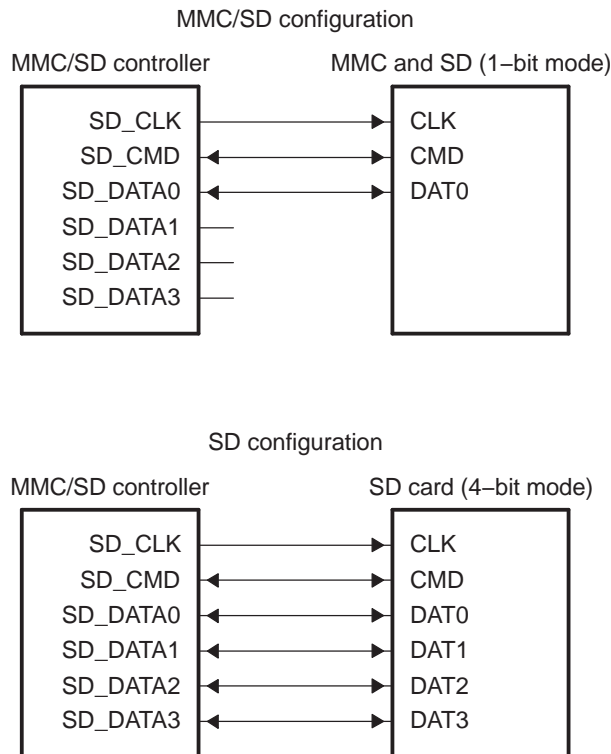 MMC/SD configuration
MMC/SD controller MMC and SD (1−bit mode)
SD_CLK CLK
SD_CMD CMD
SD_DATA0 DAT0
SD_DATA1
SD_DATA2
SD_DATA3
SD configuration
MMC/SD controller SD card (4−bit mode)
SD_CLK CLK
SD_CMD CMD
SD_DATA0 DAT0
SD_DATA1 DAT1
SD_DATA2 DAT2
SD_DATA3 DAT3